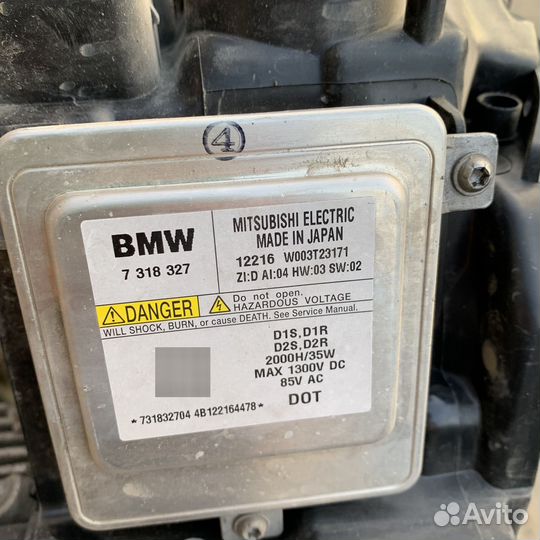 4
BMW
7 318 327
MITSUBISHI ELECTRIC
MADE IN JAPAN
12216 W003T23171
ZI:D AI:04 HW:03 SW:02
DANGER
Do not open.
HAZARDOUS VOLTAGE
WILL SHOCK, BURN, or cause DEATH. See Service Manual.
D1S,D1R
D2S,D2R
2000H/35W
MAX 1300V DC
85V AC
DOT
*731832704 4B122164478*
Avito